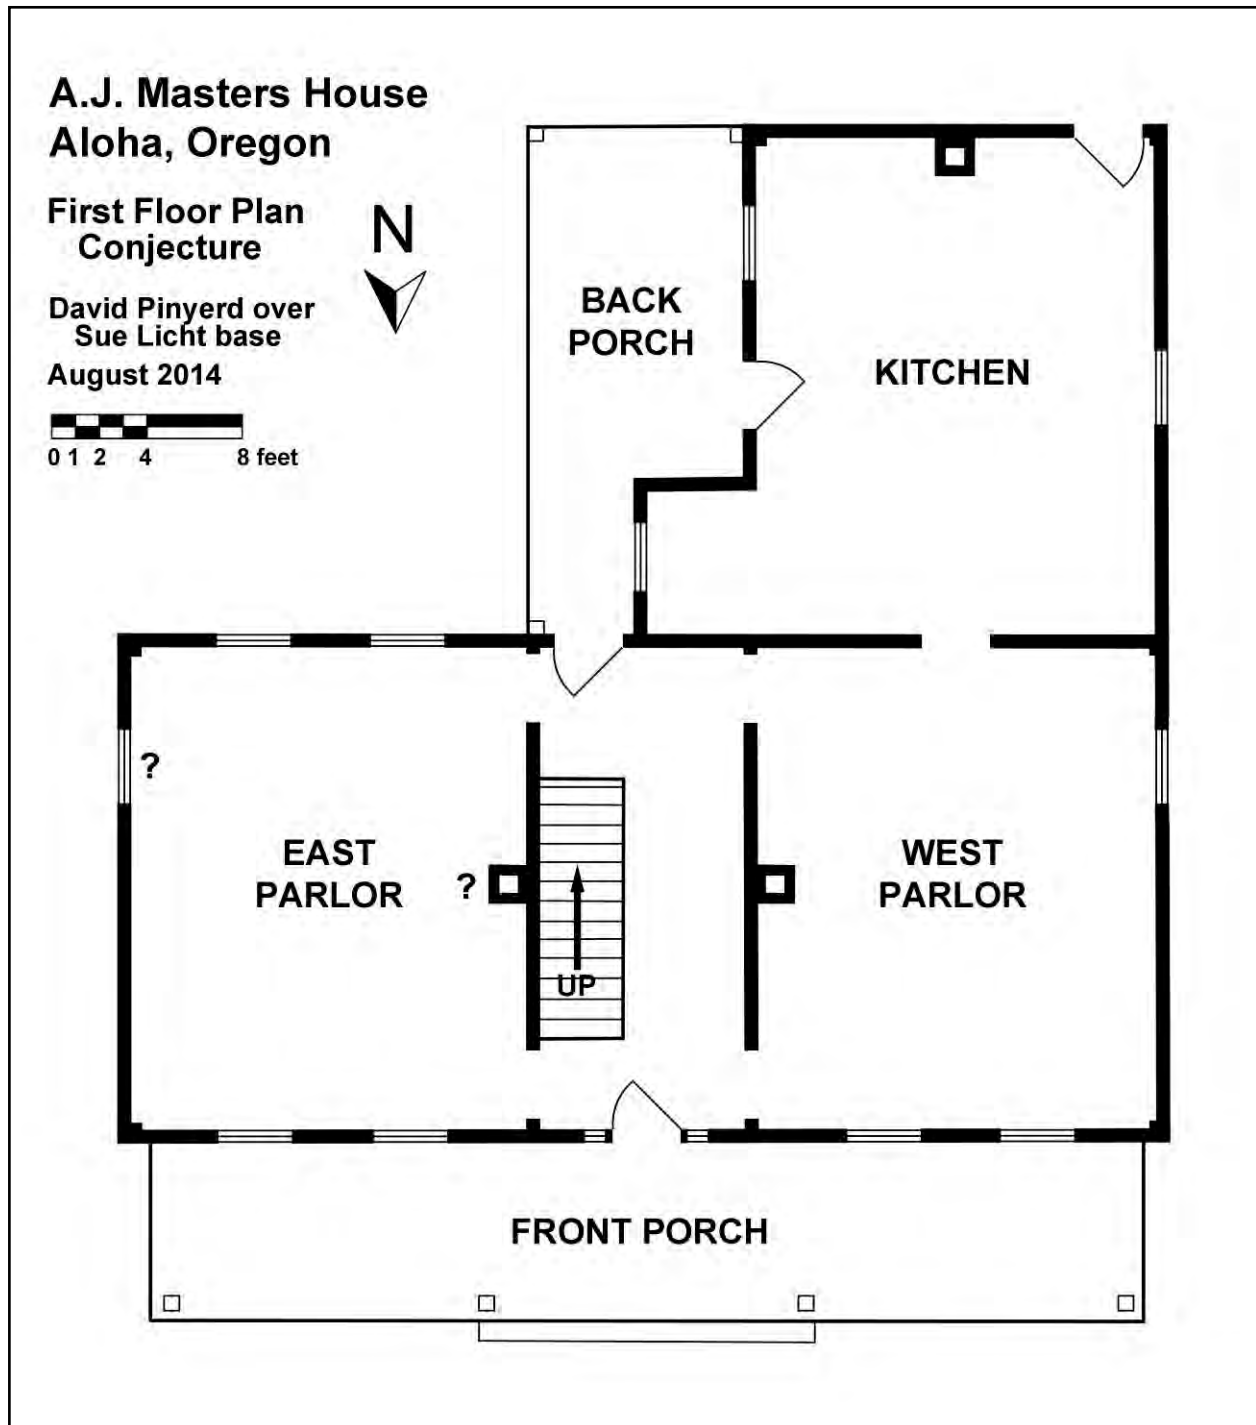 A.J. Masters House
Aloha, Oregon
First Floor Plan
Conjecture
N
David Pinyerd over
Sue Licht base
August 2014
0 1 2 4 8 feet
BACK
PORCH
KITCHEN
?
EAST
PARLOR
?
UP
WEST
PARLOR
FRONT PORCH